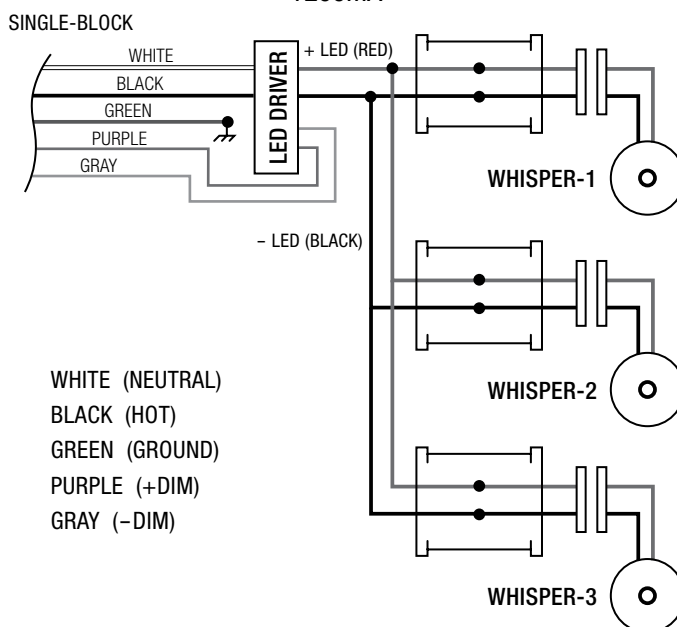 SINGLE-BLOCK
WHITE
BLACK
GREEN
PURPLE
GRAY
LED DRIVER
+ LED (RED)
– LED (BLACK)
WHISPER-1
WHISPER-2
WHISPER-3
WHITE (NEUTRAL)
BLACK (HOT)
GREEN (GROUND)
PURPLE (+DIM)
GRAY (–DIM)